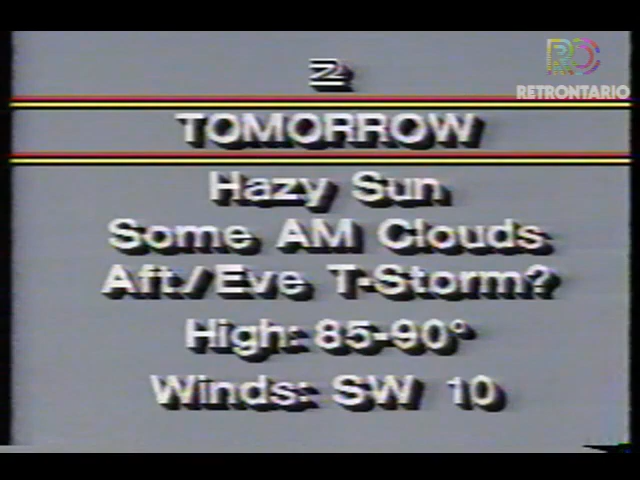 2
RETRONTARIO
TOMORROW
Hazy Sun
Some AM Clouds
Aft./Eve T-Storm?
High: 85-90°
Winds: SW 10